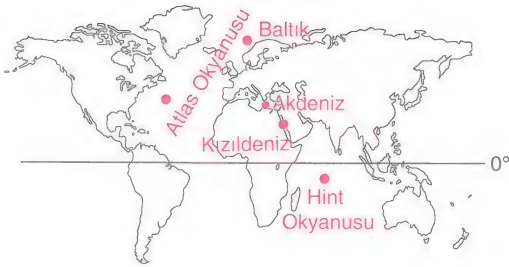 Baltık
Atlas Okyanusu
Akdeniz
Kızıldeniz
0°
Hint
Okyanusu